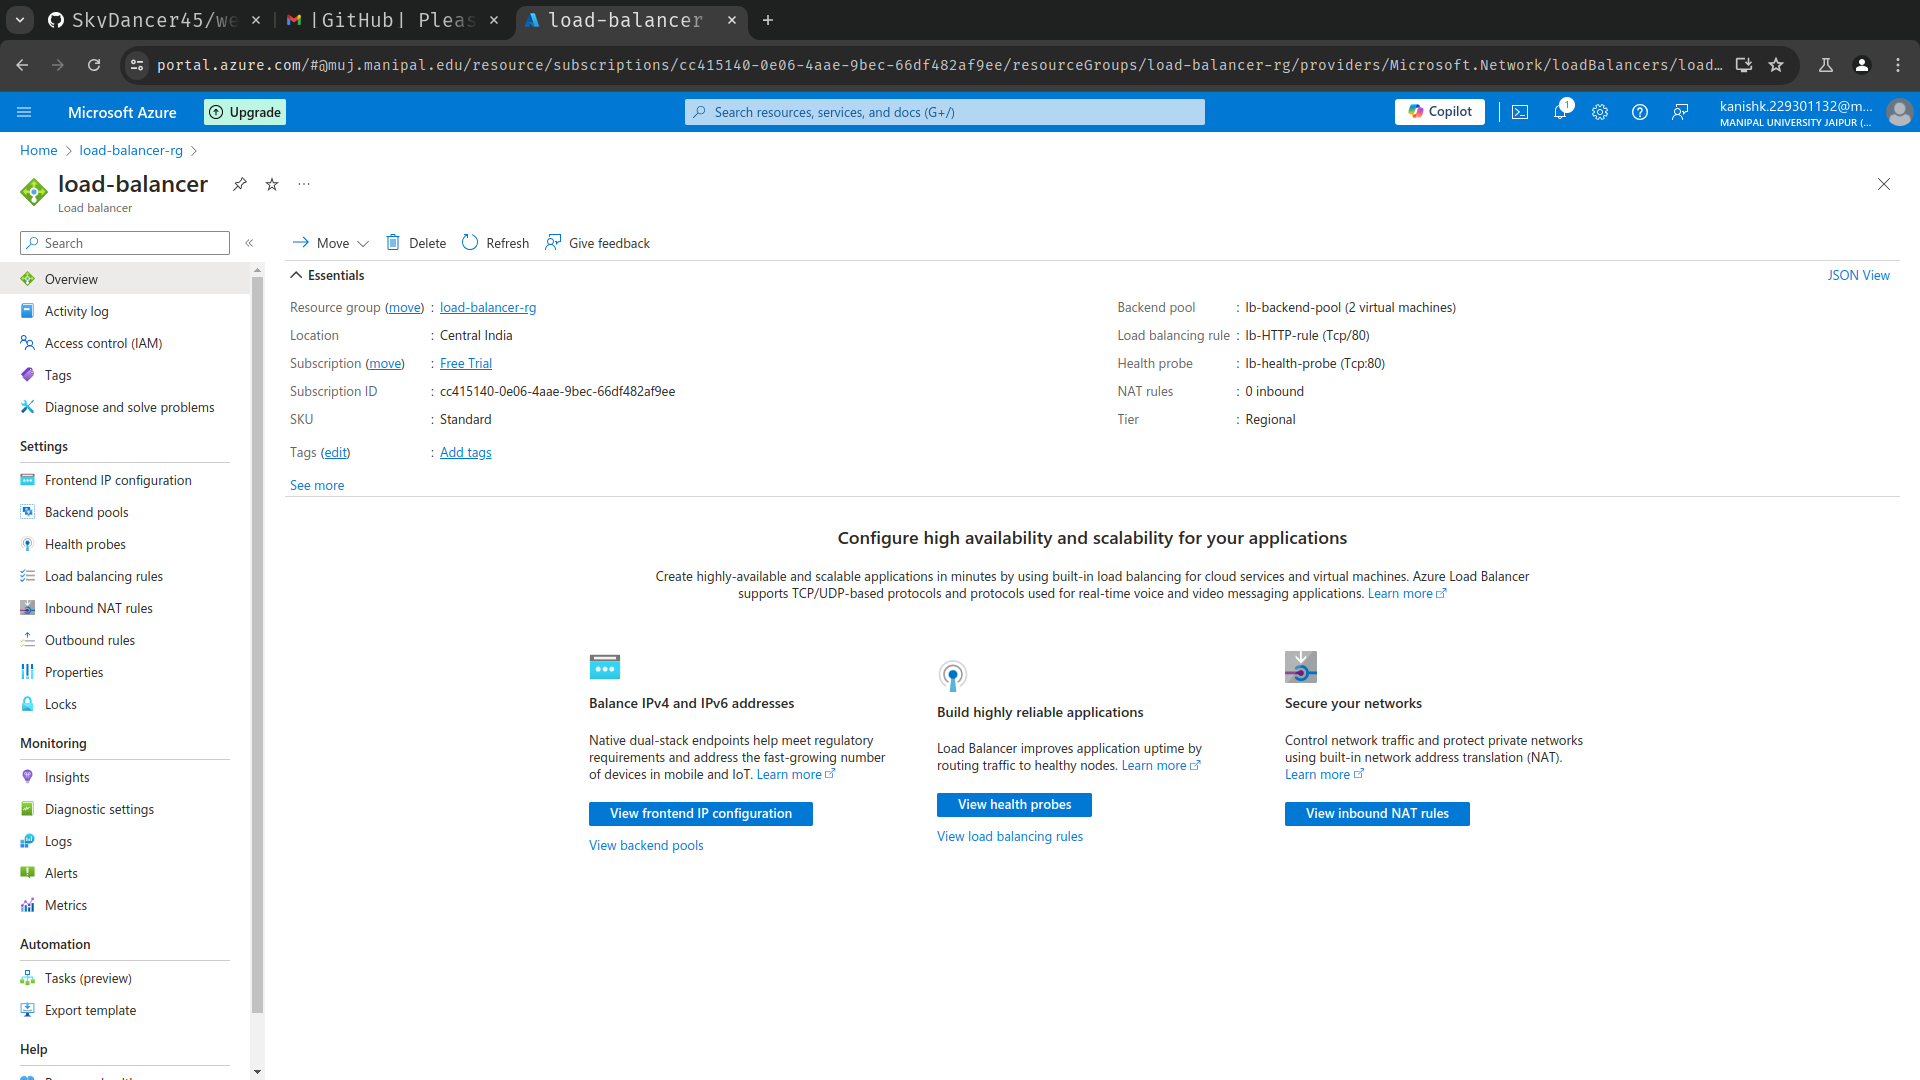 SkyDancer45/we
|GitHub| Pleas
load-balancer
portal.azure.com/#@muj.manipal.edu/resource/subscriptions/cc415140-0e06-4aae-9bec-66df482af9ee/resourceGroups/load-balancer-rg/providers/Microsoft.Network/loadBalancers/load…
Microsoft Azure
Upgrade
Search resources, services, and docs (G+/)
Copilot
1
kanishk.229301132@m...
MANIPAL UNIVERSITY JAIPUR (...
Home > load-balancer-rg >
load-balancer
Load balancer
Search
Overview
Activity log
Access control (IAM)
Tags
Diagnose and solve problems
Settings
Frontend IP configuration
Backend pools
Health probes
Load balancing rules
Inbound NAT rules
Outbound rules
Properties
Locks
Monitoring
Insights
Diagnostic settings
Logs
Alerts
Metrics
Automation
Tasks (preview)
Export template
Help
Move
Delete
Refresh
Give feedback
Essentials
JSON View
Resource group (move) : load-balancer-rg
Location : Central India
Subscription (move) : Free Trial
Subscription ID : cc415140-0e06-4aae-9bec-66df482af9ee
SKU : Standard
Tags (edit) : Add tags
See more
Backend pool : lb-backend-pool (2 virtual machines)
Load balancing rule : lb-HTTP-rule (Tcp/80)
Health probe : lb-health-probe (Tcp:80)
NAT rules : 0 inbound
Tier : Regional
Configure high availability and scalability for your applications
Create highly-available and scalable applications in minutes by using built-in load balancing for cloud services and virtual machines. Azure Load Balancer
supports TCP/UDP-based protocols and protocols used for real-time voice and video messaging applications. Learn more
Balance IPv4 and IPv6 addresses
Native dual-stack endpoints help meet regulatory
requirements and address the fast-growing number
of devices in mobile and IoT. Learn more
View frontend IP configuration
View backend pools
Build highly reliable applications
Load Balancer improves application uptime by
routing traffic to healthy nodes. Learn more
View health probes
View load balancing rules
Secure your networks
Control network traffic and protect private networks
using built-in network address translation (NAT).
Learn more
View inbound NAT rules